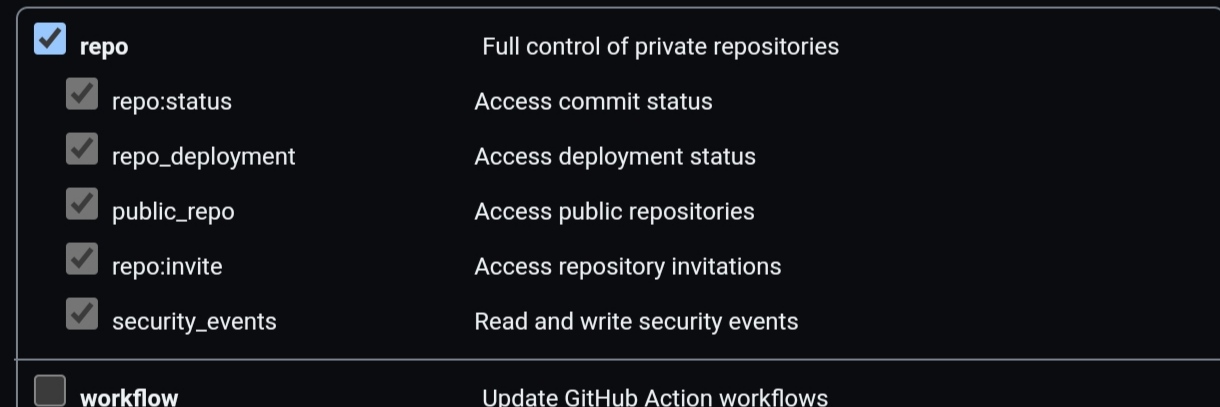 repo Full control of private repositories
repo:status Access commit status
repo_deployment Access deployment status
public_repo Access public repositories
repo:invite Access repository invitations
security_events Read and write security events
workflow Update GitHub Action workflows